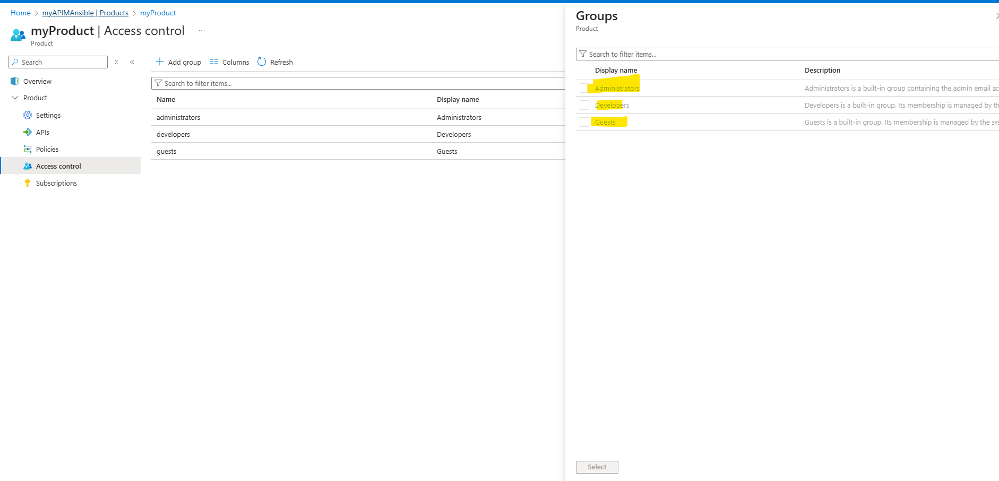 Home > myAPIMAnsible | Products > myProduct
myProduct | Access control ...
Product
Search
Overview
Product
Settings
APIs
Policies
Access control
Subscriptions
Add group Columns Refresh
Search to filter items...
Name Display name
administrators Administrators
developers Developers
guests Guests
Groups
Product
Search to filter items...
Display name Description
Administrators Administrators is a built-in group containing the admin email ac
Developers Developers is a built-in group. Its membership is managed by th
Guests Guests is a built-in group. Its membership is managed by the sys
Select